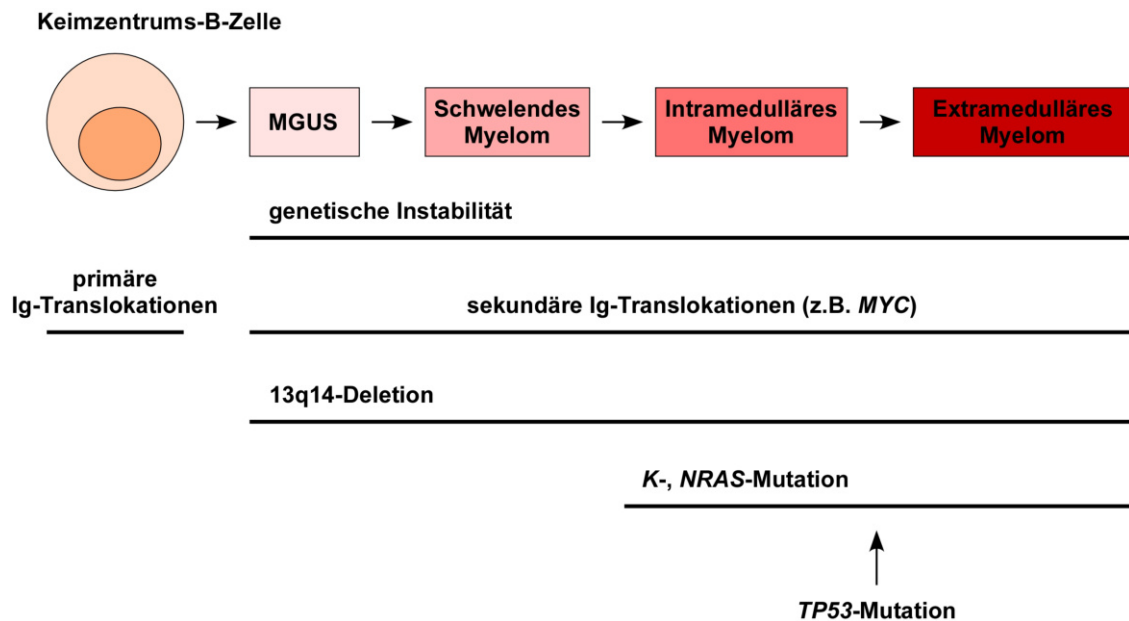 Keimzentrums-B-Zelle
MGUS
Schwelendes
Myelom
Intramedulläres
Myelom
Extramedulläres
Myelom
genetische Instabilität
primäre
Ig-Translokationen
sekundäre Ig-Translokationen (z.B. MYC)
13q14-Deletion
K-, NRAS-Mutation
TP53-Mutation